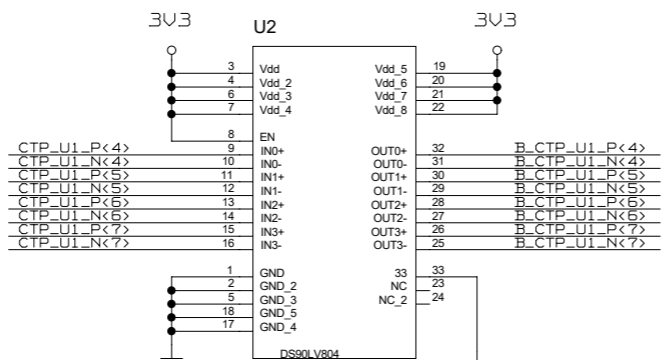 3V3 3V3
U2
3 Vdd Vdd_5 19
4 Vdd_2 Vdd_6 20
6 Vdd_3 Vdd_7 21
7 Vdd_4 Vdd_8 22
8 EN
CTP_U1_P<4> 9 IN0+ OUT0+ 32 B_CTP_U1_P<4>
CTP_U1_N<4> 10 IN0- OUT0- 31 B_CTP_U1_N<4>
CTP_U1_P<5> 11 IN1+ OUT1+ 30 B_CTP_U1_P<5>
CTP_U1_N<5> 12 IN1- OUT1- 29 B_CTP_U1_N<5>
CTP_U1_P<6> 13 IN2+ OUT2+ 28 B_CTP_U1_P<6>
CTP_U1_N<6> 14 IN2- OUT2- 27 B_CTP_U1_N<6>
CTP_U1_P<7> 15 IN3+ OUT3+ 26 B_CTP_U1_P<7>
CTP_U1_N<7> 16 IN3- OUT3- 25 B_CTP_U1_N<7>
1 GND 33 33
2 GND_2 NC 23
5 GND_3 NC_2 24
18 GND_5
17 GND_4
DS90LV804